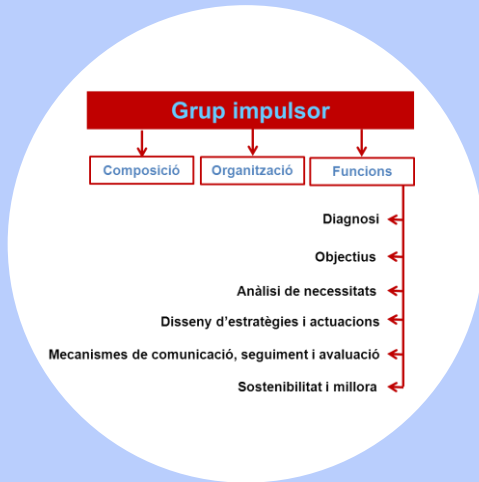 Grup impulsor
Composició
Organització
Funcions
Diagnosi
Objectius
Anàlisi de necessitats
Disseny d’estratègies i actuacions
Mecanismes de comunicació, seguiment i avaluació
Sostenibilitat i millora